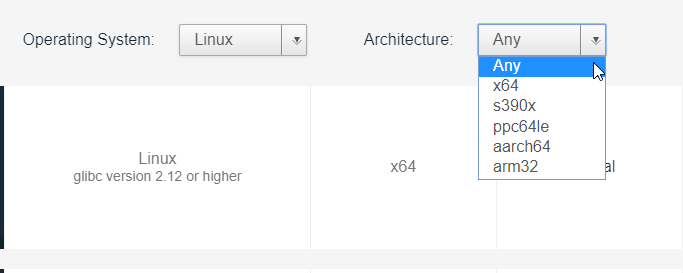 Operating System: Linux Architecture: Any
Any
x64
s390x
ppc64le
aarch64
arm32
Linux
glibc version 2.12 or higher
x64
al